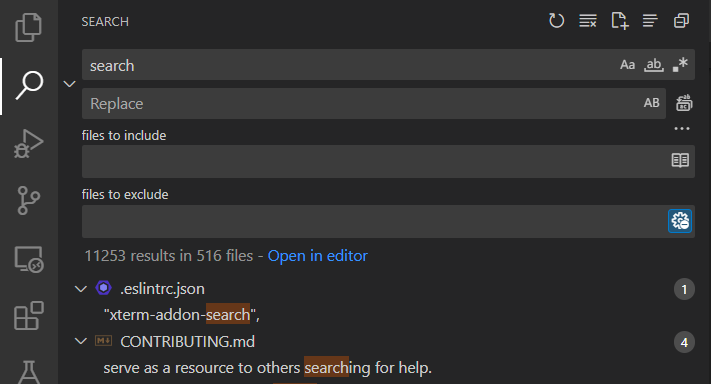 SEARCH
search
Aa ab .*
Replace
AB
files to include
...
files to exclude
11253 results in 516 files - Open in editor
.eslintrc.json 1
"xterm-addon-search",
CONTRIBUTING.md 4
serve as a resource to others searching for help.